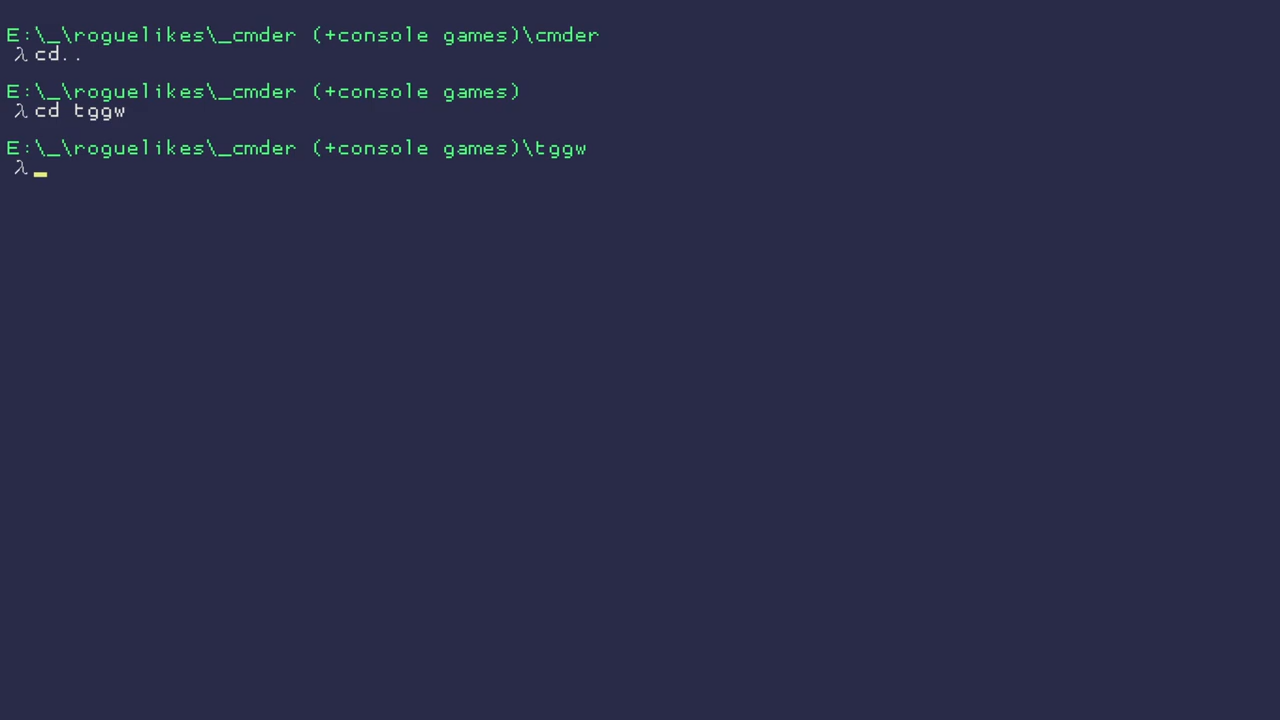 E:\_\roguelikes\_cmder (+console games)\cmder
λ cd..
E:\_\roguelikes\_cmder (+console games)
λ cd tggw
E:\_\roguelikes\_cmder (+console games)\tggw
λ